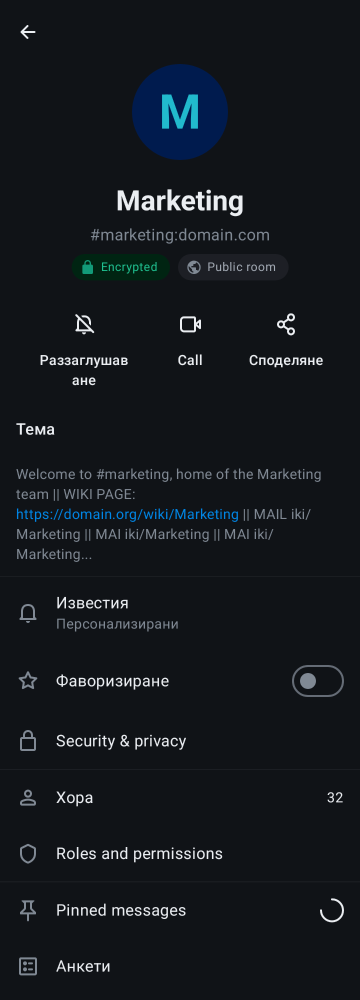 M
Marketing
#marketing:domain.com
Encrypted
Public room
Раззаглушав
ане
Call
Споделяне
Тема
Welcome to #marketing, home of the Marketing
team || WIKI PAGE:
https://domain.org/wiki/Marketing || MAIL iki/
Marketing || MAI iki/Marketing || MAI iki/
Marketing...
Известия
Персонализирани
Фаворизиране
Security & privacy
Хора
32
Roles and permissions
Pinned messages
Анкети